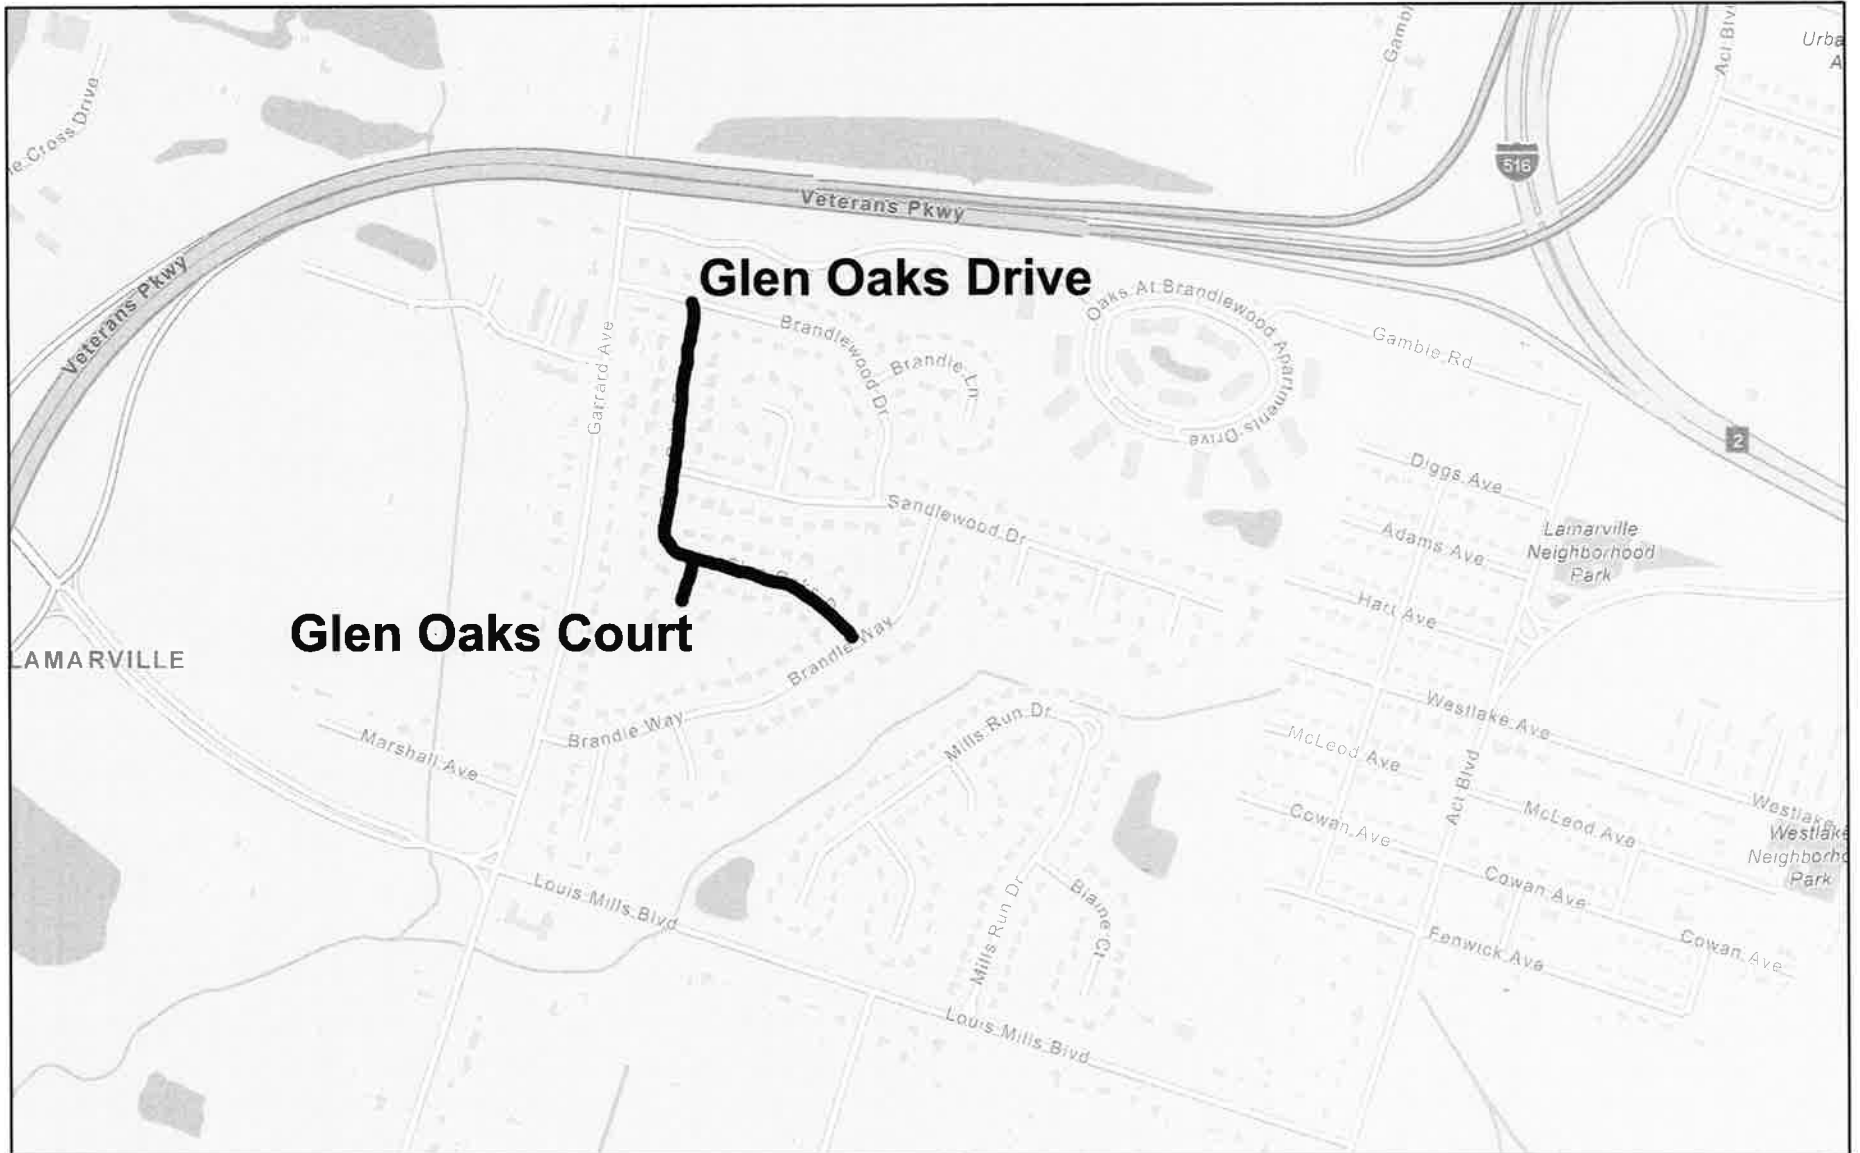 Urba
A
Gambl
Act Blvd
le Cross Drive
516
Veterans Pkwy
Veterans Pkwy
Glen Oaks Drive
Oaks At Brandlewood Apartments Drive
Brandlewood Dr
Brandle Ln
Gamble Rd
Garrard Ave
2
Diggs Ave
Sandlewood Dr
Adams Ave
Lamarville
Neighborhood
Park
Hart Ave
Glen Oaks Court
LAMARVILLE
Brandle Way
Brandle Way
Westlake Ave
Mills Run Dr
Marshall Ave
McLeod Ave
Act Blvd
Westlake
McLeod Ave
Westlake
Neighborho
Park
Cowan Ave
Louis Mills Blvd
Blaine Ct
Mills Run Dr
Cowan Ave
Fenwick Ave
Cowan Ave
Louis Mills Blvd